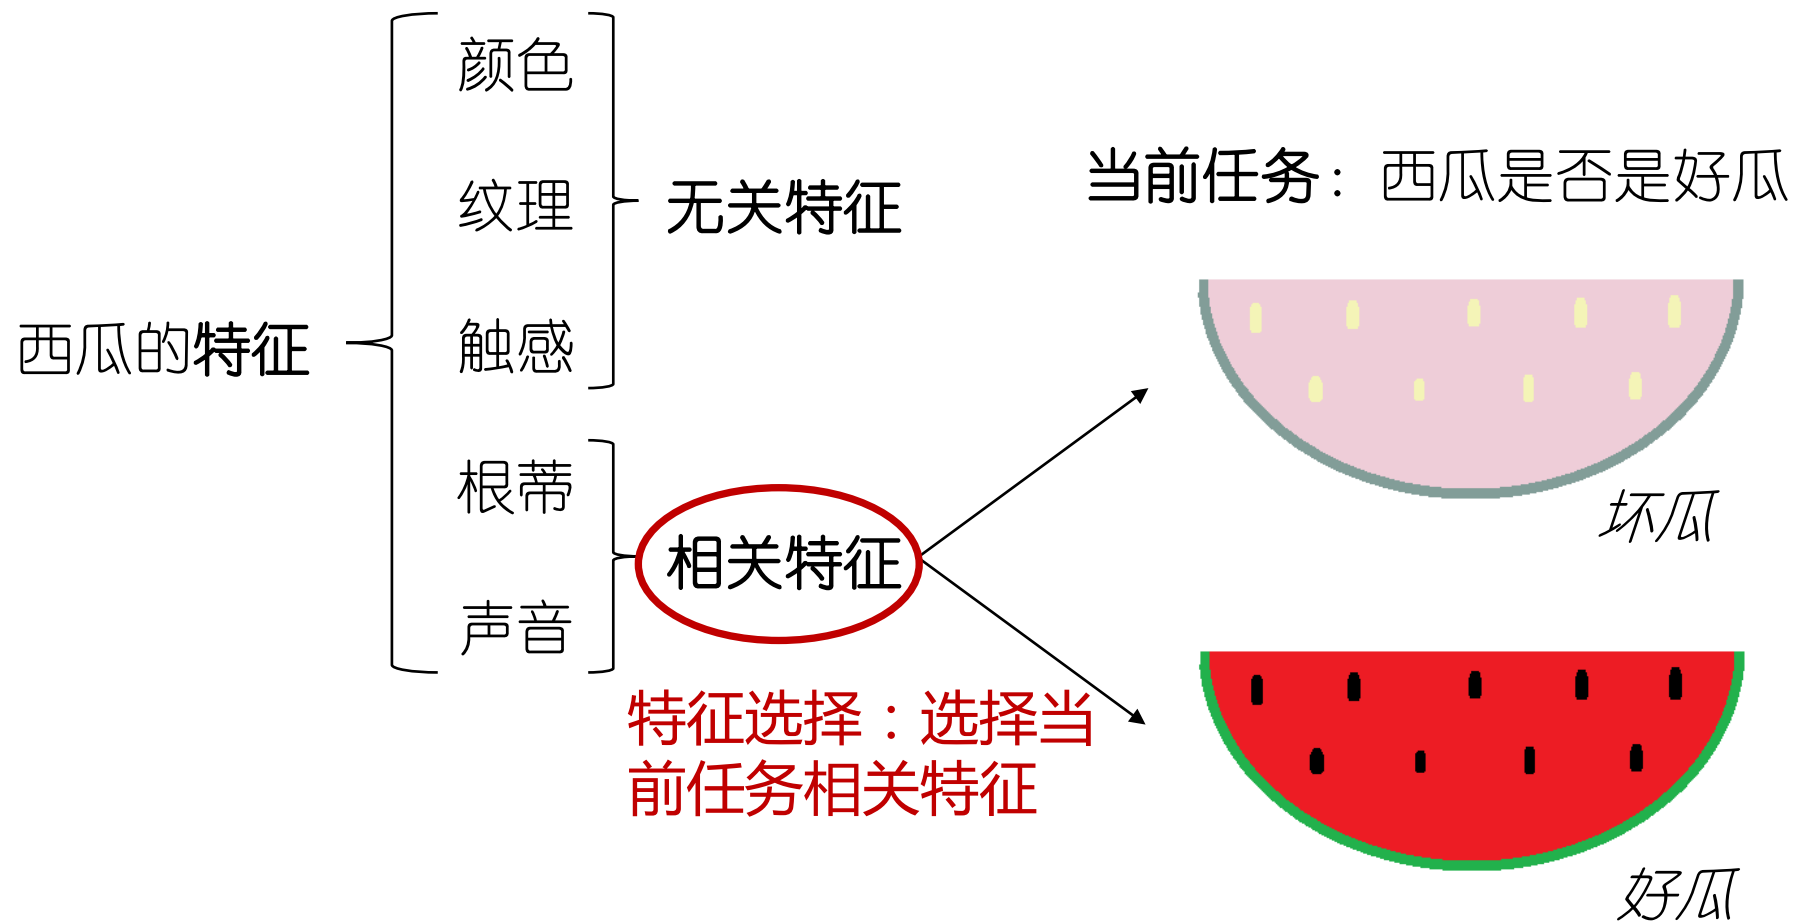 西瓜的特征
颜色
纹理
触感
根蒂
声音
无关特征
相关特征
特征选择：选择当
前任务相关特征
当前任务：西瓜是否是好瓜
坏瓜
好瓜